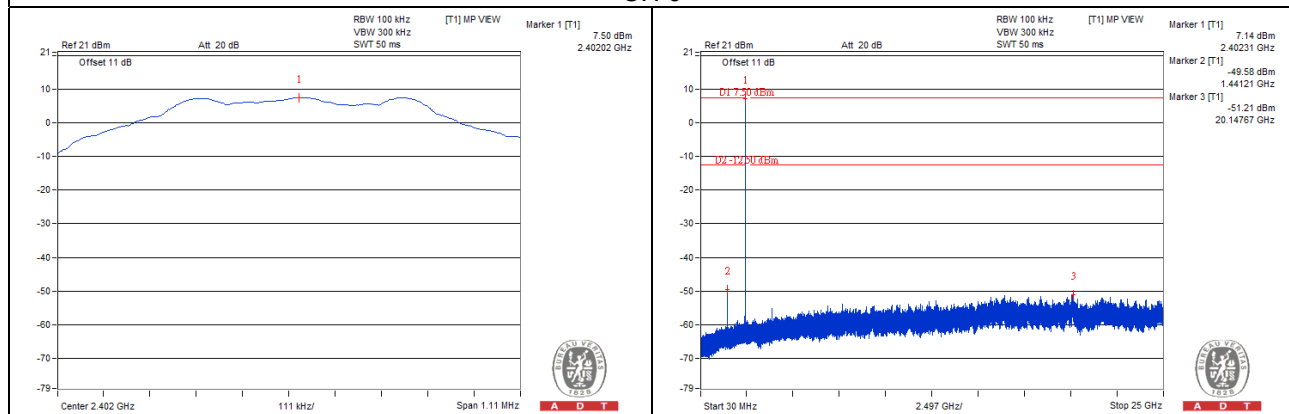 RBW 100 kHz
VBW 300 kHz
SWT 50 ms
[T1] MP VIEW
Ref 21 dBm
Att 20 dB
Offset 11 dB
Marker 1 [T1]
7.50 dBm
2.40202 GHz
1
21
10
0
-10
-20
-30
-40
-50
-60
-70
-79
Center 2.402 GHz
111 kHz/
Span 1.11 MHz
BUREAU VERITAS
1828
A D T
RBW 100 kHz
VBW 300 kHz
SWT 50 ms
[T1] MP VIEW
Ref 21 dBm
Att 20 dB
Offset 11 dB
Marker 1 [T1]
7.14 dBm
2.40231 GHz
Marker 2 [T1]
-49.58 dBm
1.44121 GHz
Marker 3 [T1]
-51.21 dBm
20.14767 GHz
1
D1 7.50 dBm
D2 -12.50 dBm
2
3
21
10
0
-10
-20
-30
-40
-50
-60
-70
-79
Start 30 MHz
2.497 GHz/
Stop 25 GHz
BUREAU VERITAS
1828
A D T